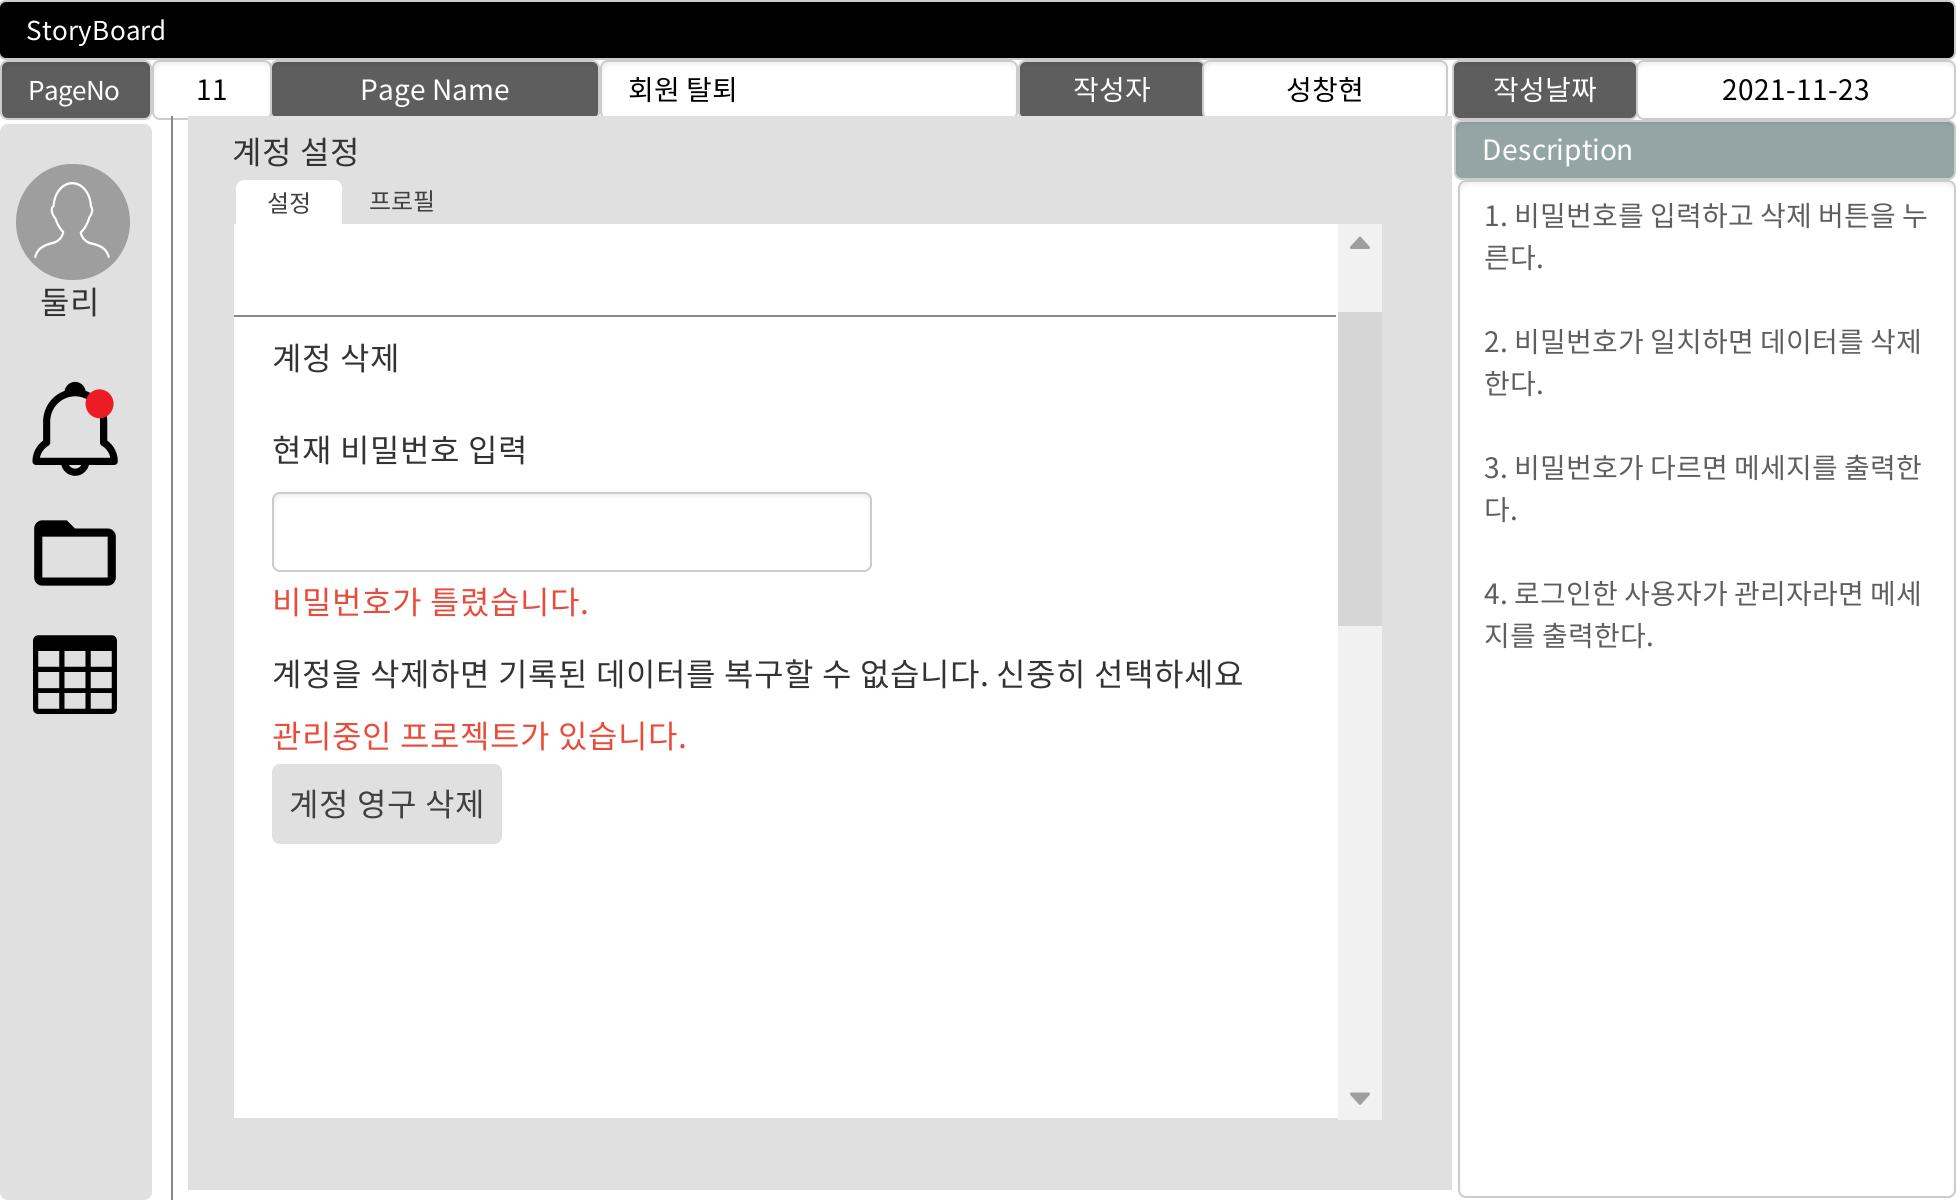 StoryBoard
PageNo
11
Page Name
회원 탈퇴
작성자
성창현
작성날짜
2021-11-23
둘리
계정 설정
설정
프로필
계정 삭제
현재 비밀번호 입력
비밀번호가 틀렸습니다.
계정을 삭제하면 기록된 데이터를 복구할 수 없습니다. 신중히 선택하세요
관리중인 프로젝트가 있습니다.
계정 영구 삭제
Description
1. 비밀번호를 입력하고 삭제 버튼을 누
른다.
2. 비밀번호가 일치하면 데이터를 삭제
한다.
3. 비밀번호가 다르면 메세지를 출력한
다.
4. 로그인한 사용자가 관리자라면 메세
지를 출력한다.